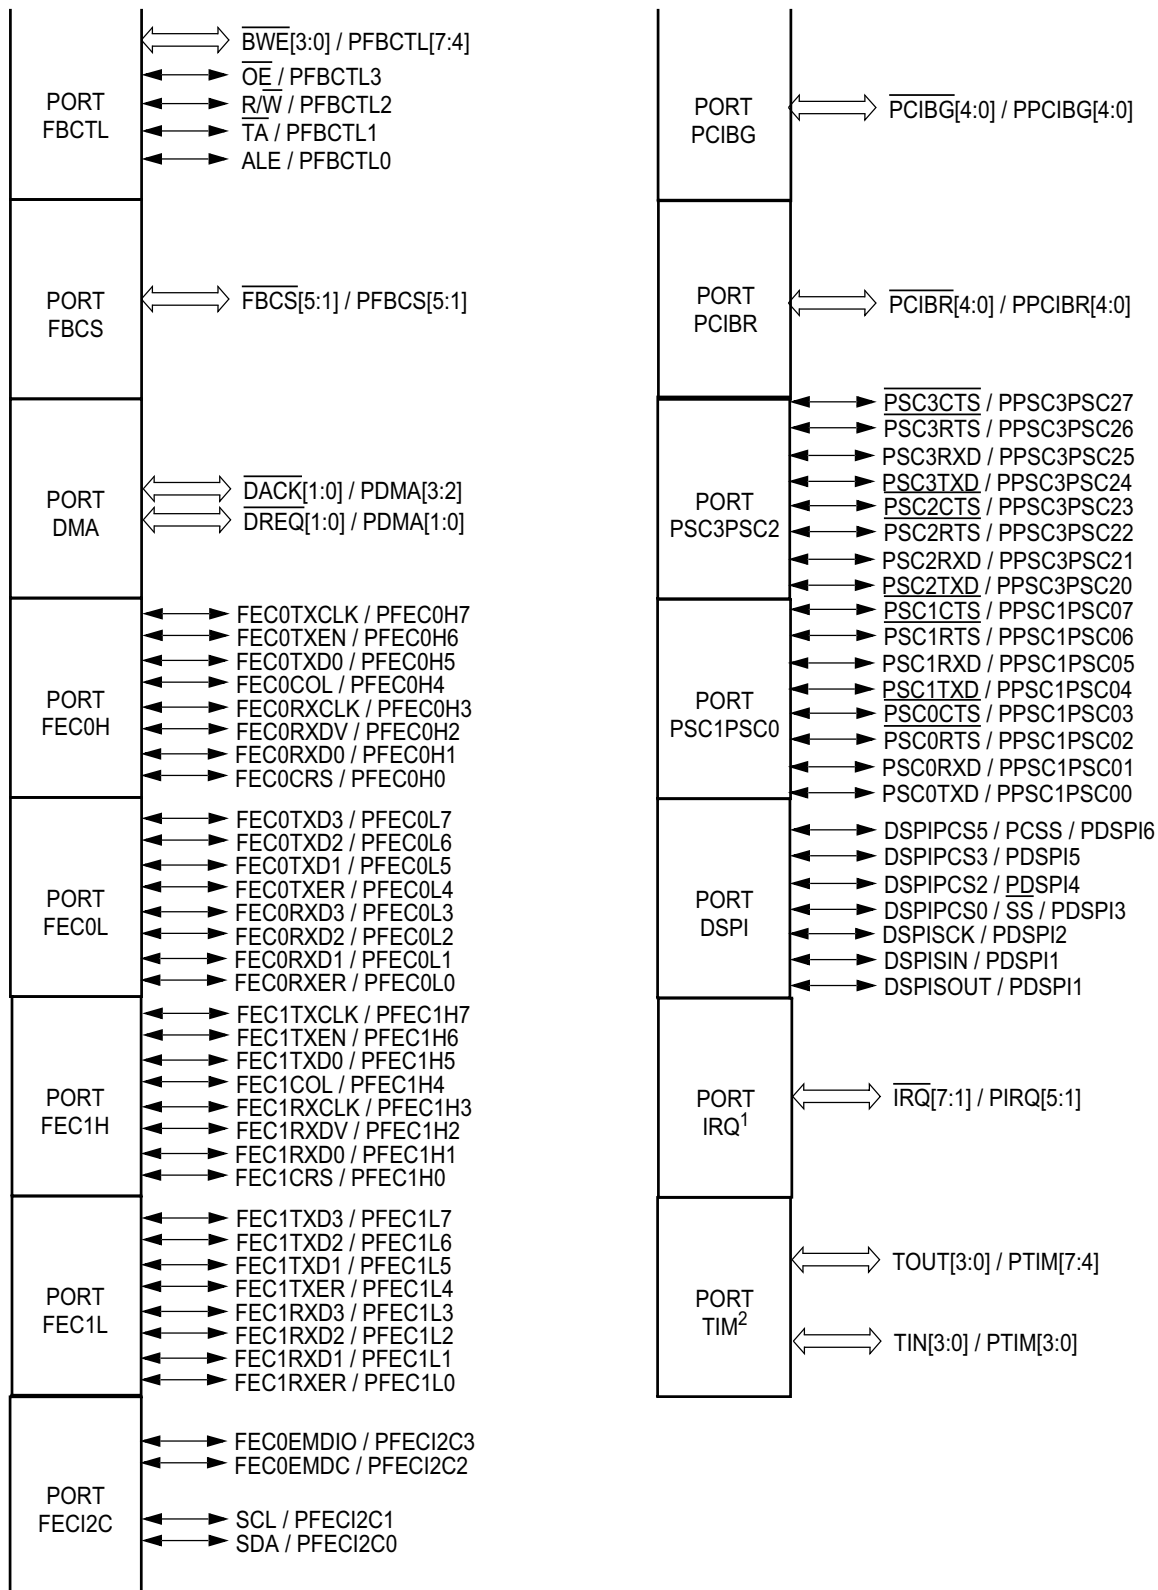 PORT
FBCTL
BWE[3:0] / PFBCTL[7:4]
OE / PFBCTL3
R/W / PFBCTL2
TA / PFBCTL1
ALE / PFBCTL0
PORT
FBCS
FBCS[5:1] / PFBCS[5:1]
PORT
DMA
DACK[1:0] / PDMA[3:2]
DREQ[1:0] / PDMA[1:0]
PORT
FEC0H
FEC0TXCLK / PFEC0H7
FEC0TXEN / PFEC0H6
FEC0TXD0 / PFEC0H5
FEC0COL / PFEC0H4
FEC0RXCLK / PFEC0H3
FEC0RXDV / PFEC0H2
FEC0RXD0 / PFEC0H1
FEC0CRS / PFEC0H0
PORT
FEC0L
FEC0TXD3 / PFEC0L7
FEC0TXD2 / PFEC0L6
FEC0TXD1 / PFEC0L5
FEC0TXER / PFEC0L4
FEC0RXD3 / PFEC0L3
FEC0RXD2 / PFEC0L2
FEC0RXD1 / PFEC0L1
FEC0RXER / PFEC0L0
PORT
FEC1H
FEC1TXCLK / PFEC1H7
FEC1TXEN / PFEC1H6
FEC1TXD0 / PFEC1H5
FEC1COL / PFEC1H4
FEC1RXCLK / PFEC1H3
FEC1RXDV / PFEC1H2
FEC1RXD0 / PFEC1H1
FEC1CRS / PFEC1H0
PORT
FEC1L
FEC1TXD3 / PFEC1L7
FEC1TXD2 / PFEC1L6
FEC1TXD1 / PFEC1L5
FEC1TXER / PFEC1L4
FEC1RXD3 / PFEC1L3
FEC1RXD2 / PFEC1L2
FEC1RXD1 / PFEC1L1
FEC1RXER / PFEC1L0
PORT
FECI2C
FEC0EMDIO / PFECI2C3
FEC0EMDC / PFECI2C2
SCL / PFECI2C1
SDA / PFECI2C0
PORT
PCIBG
PCIBG[4:0] / PPCIBG[4:0]
PORT
PCIBR
PCIBR[4:0] / PPCIBR[4:0]
PORT
PSC3PSC2
PSC3CTS / PPSC3PSC27
PSC3RTS / PPSC3PSC26
PSC3RXD / PPSC3PSC25
PSC3TXD / PPSC3PSC24
PSC2CTS / PPSC3PSC23
PSC2RTS / PPSC3PSC22
PSC2RXD / PPSC3PSC21
PSC2TXD / PPSC3PSC20
PORT
PSC1PSC0
PSC1CTS / PPSC1PSC07
PSC1RTS / PPSC1PSC06
PSC1RXD / PPSC1PSC05
PSC1TXD / PPSC1PSC04
PSC0CTS / PPSC1PSC03
PSC0RTS / PPSC1PSC02
PSC0RXD / PPSC1PSC01
PSC0TXD / PPSC1PSC00
PORT
DSPI
DSPIPCS5 / PCSS / PDSPI6
DSPIPCS3 / PDSPI5
DSPIPCS2 / PDSPI4
DSPIPCS0 / SS / PDSPI3
DSPISCK / PDSPI2
DSPISIN / PDSPI1
DSPISOUT / PDSPI1
PORT
IRQ1
IRQ[7:1] / PIRQ[5:1]
PORT
TIM2
TOUT[3:0] / PTIM[7:4]
TIN[3:0] / PTIM[3:0]